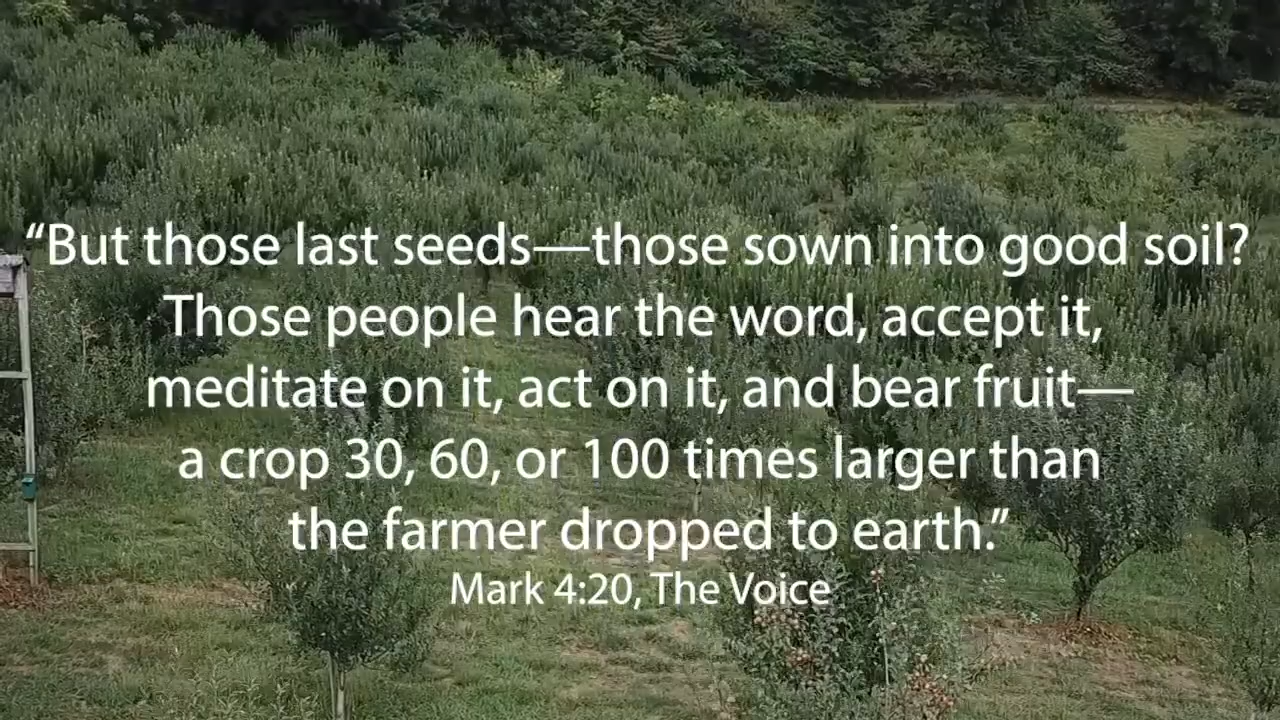 “But those last seeds—those sown into good soil?
Those people hear the word, accept it,
meditate on it, act on it, and bear fruit—
a crop 30, 60, or 100 times larger than
the farmer dropped to earth.”
Mark 4:20, The Voice